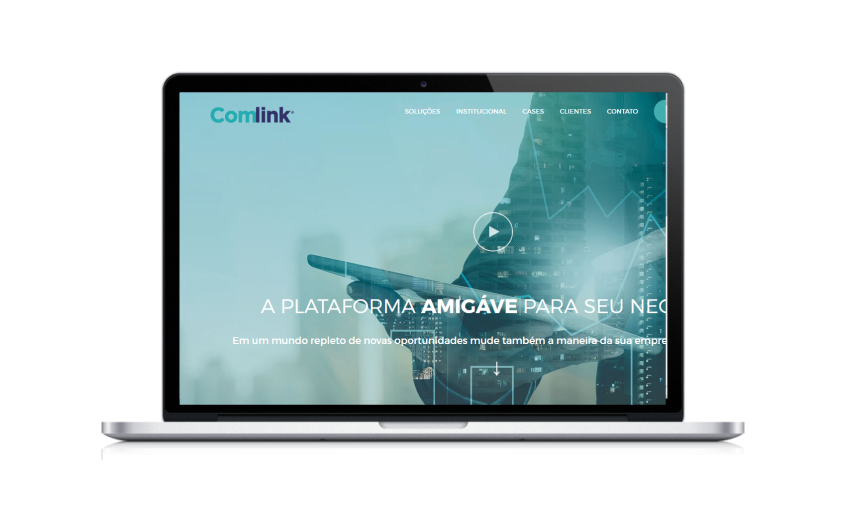 Comlink
SOLUÇÕES INSTITUCIONAL CASES CLIENTES CONTATO
A PLATAFORMA AMIGÁVE PARA SEU NEG
Em um mundo repleto de novas oportunidades mude também a maneira da sua empre